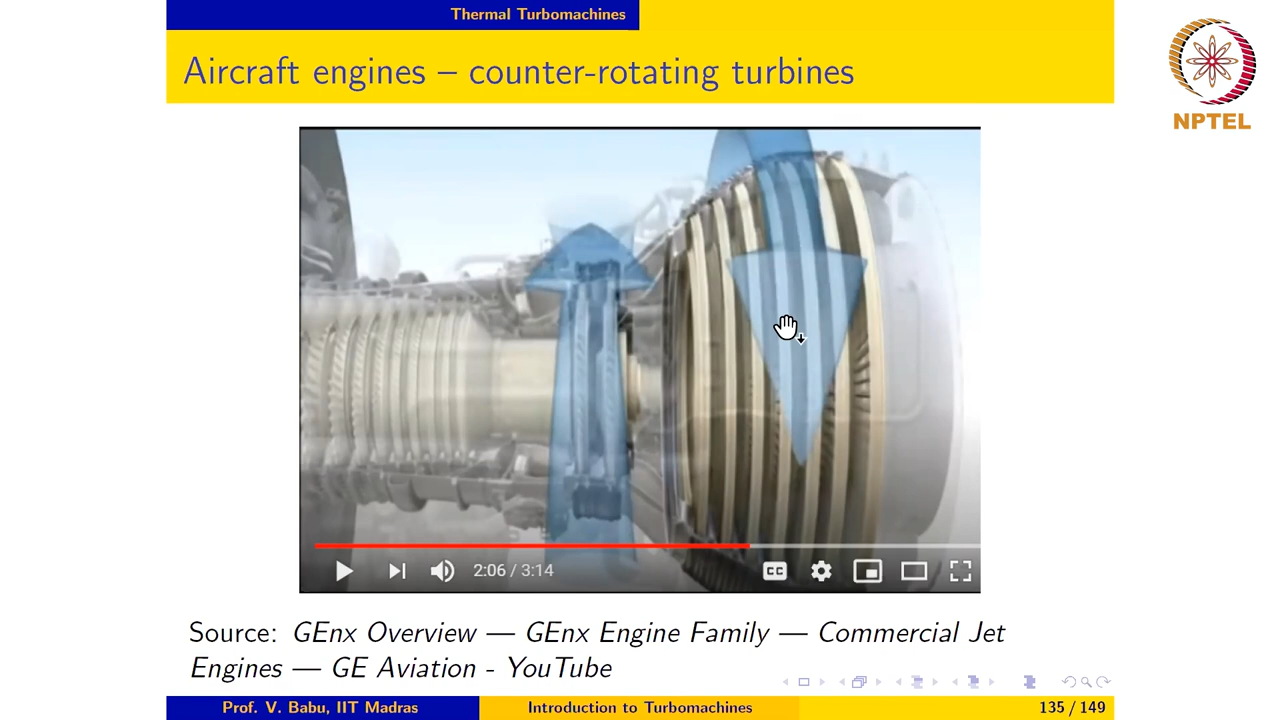 Thermal Turbomachines
Aircraft engines – counter-rotating turbines
NPTEL
2:06 / 3:14
CC
Source: GEnx Overview — GEnx Engine Family — Commercial Jet
Engines — GE Aviation - YouTube
Prof. V. Babu, IIT Madras
Introduction to Turbomachines
135 / 149